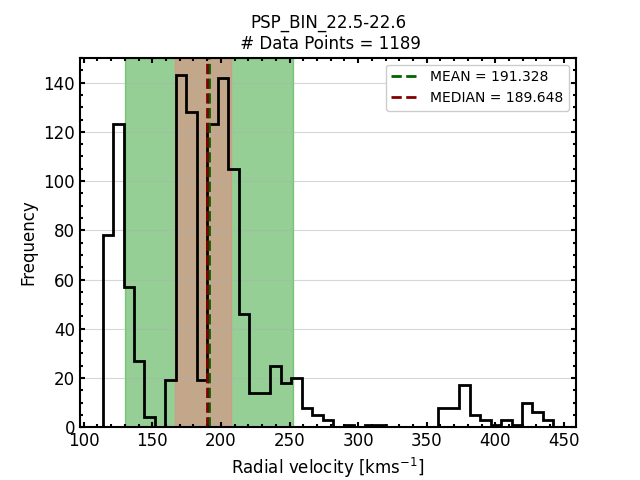 PSP_BIN_22.5-22.6
# Data Points = 1189
MEAN = 191.328
MEDIAN = 189.648
Frequency
140
120
100
80
60
40
20
0
100 150 200 250 300 350 400 450
Radial velocity [kms⁻¹]